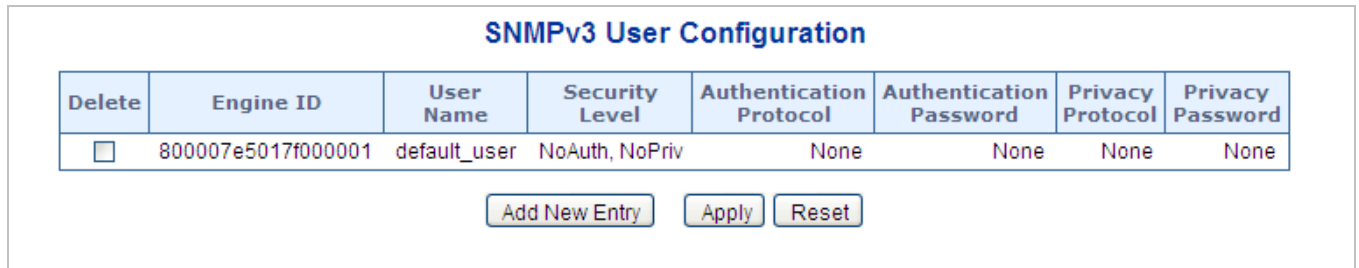 SNMPv3 User Configuration
Delete Engine ID User Name Security Level Authentication Protocol Authentication Password Privacy Protocol Privacy Password
800007e5017f000001 default_user NoAuth, NoPriv None None None None
Add New Entry Apply Reset